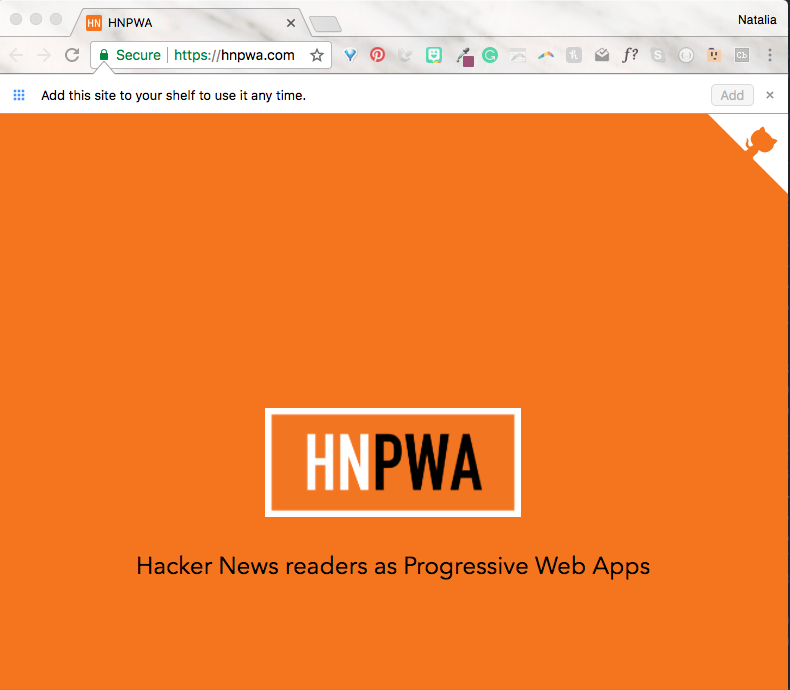 HN HNPWA
Natalia
Secure https://hnpwa.com
f?
S
Cb
Add this site to your shelf to use it any time.
Add
HNPWA
Hacker News readers as Progressive Web Apps